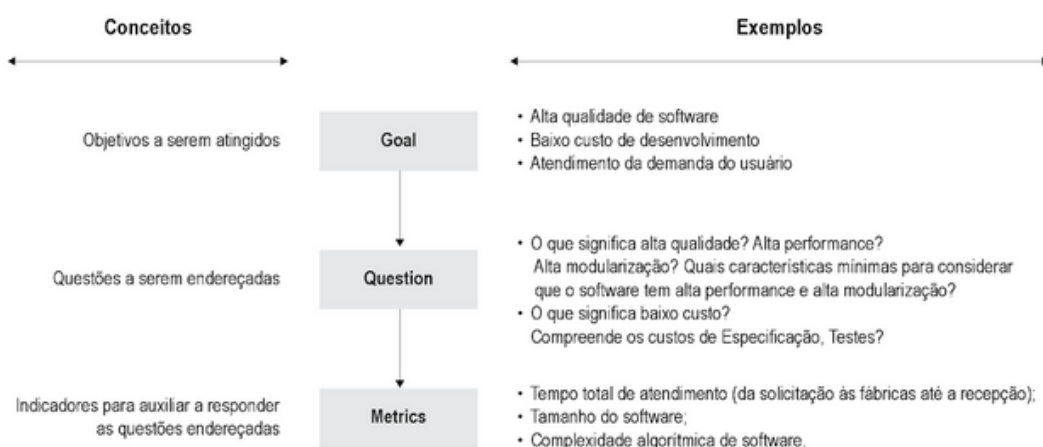 Conceitos
Exemplos
Objetivos a serem atingidos
Goal
• Alta qualidade de software
• Baixo custo de desenvolvimento
• Atendimento da demanda do usuário
Questões a serem endereçadas
Question
• O que significa alta qualidade? Alta performance?
Alta modularização? Quais características mínimas para considerar
que o software tem alta performance e alta modularização?
• O que significa baixo custo?
Compreende os custos de Especificação, Testes?
Indicadores para auxiliar a responder
as questões endereçadas
Metrics
• Tempo total de atendimento (da solicitação às fábricas até a recepção);
• Tamanho do software;
• Complexidade algorítmica de software.